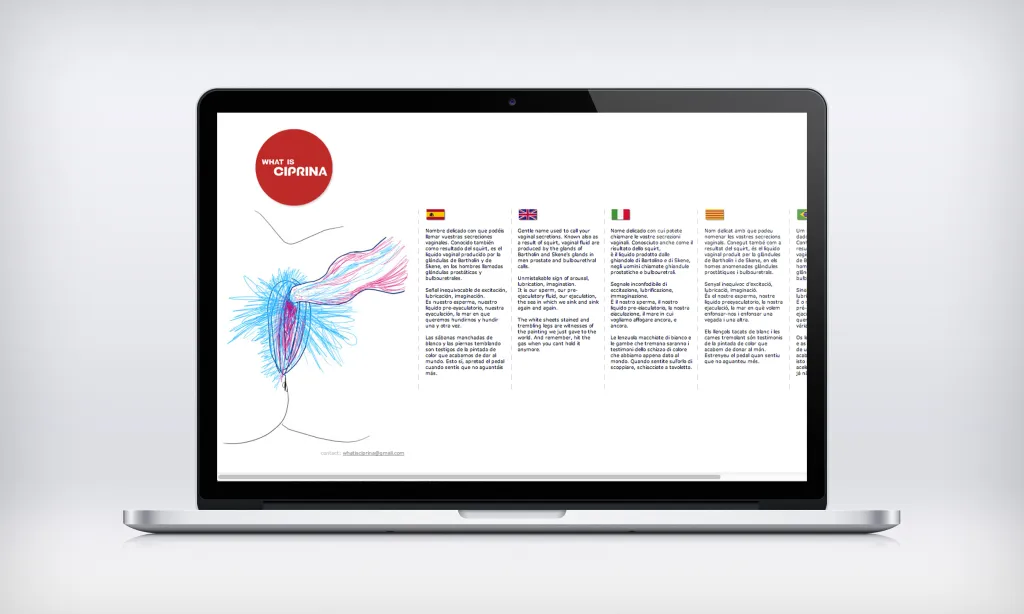 WHAT IS
CIPRINA
Nombre delicado con que podéis
llamar vuestras secreciones
vaginales. Conocido también
como resultado del squirt, es el
líquido vaginal producido por la
glándulas de Bartholin y de
Skene, en los hombres llamadas
glándulas prostáticas y
bulbouretrales.
Señal inequivocable de excitación,
lubricación, imaginación.
Es nuestro esperma, nuestro
líquido pre-eyaculatorio, nuestra
eyaculación, la mar en que
queremos hundirnos y hundir
una y otra vez.
Las sábanas manchadas de
blanco y las piernas temblando
son testigos de la pintada de
color que acabamos de dar al
mundo. Esto sí, apretad el pedal
cuando sentís que no aguantáis
más.
Gentle name used to call your
vaginal secretions. Known also as
a result of squirt, vaginal fluid are
produced by the glands of
Bartholin and Skene's glands in
men prostate and bulbourethral
calls.
Unmistakable sign of arousal,
lubrication, imagination.
It is our sperm, our pre-
ejaculatory fluid, our ejaculation,
the sea in which we sink and sink
again and again.
The white sheets stained and
trembling legs are witnesses of
the painting we just gave to the
world. And remember, hit the
gas when you cant hold it
anymore.
Nome delicato con cui potete
chiamare le vostre secrezioni
vaginali. Conosciuto anche come il
risultato dello squirt,
è il liquido prodotto dalle
ghiandole di Bartolino e di Skene,
negli uomini chiamate ghiandole
prostatiche e bulbouretrali.
Segnale inconfodibile di
eccitazione, lubrificazione,
immaginazione.
È il nostro sperma, il nostro
liquido pre-eiaculatorio, la nostra
eiaculazione, il mare in cui
vogliamo affogare ancora, e
ancora.
Le lenzuola macchiate di bianco e
le gambe che tremano saranno i
testimoni dello schizzo di colore
che abbiamo appena dato al
mondo. Quando sentite sul'orlo di
scoppiare, schiacciate a tavoletta.
Nom delicat amb que podeu
nomenar les vostres secrecions
vaginals. Conegut també com a
resultat del squirt, és el líquid
vaginal produït per la glàndules
de Bartholin i de Skene, en els
homes anomenades glàndules
prostàtiques i bulbouretrals.
Senyal inequívoc d'excitació,
lubricació, imaginació.
És el nostre esperma, nostre
líquido preejaculatori, nostra
ejaculació, la mar en què volem
enfonsar-nos i enfonsar una
vegada i una altra.
Els llençols tacats de blanc i les
cames tremolant són testimonis
de la pintada de color que
acabem de donar al món.
Estrenyeu el pedal quan sentiu
que no aguanteu més.
contact: whatisciprina@gmail.com